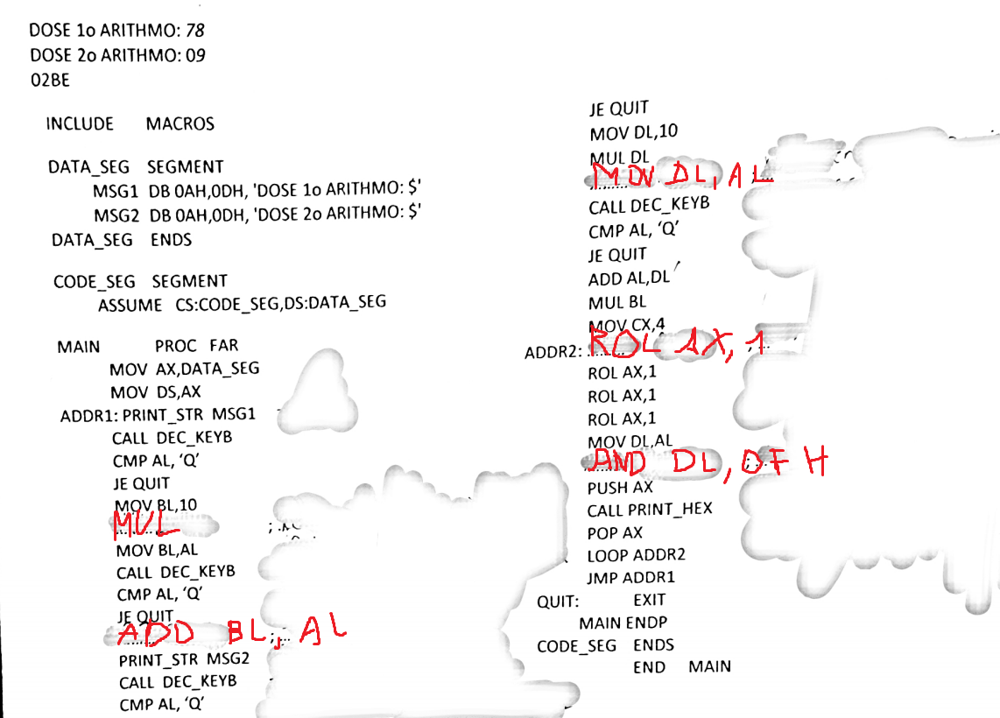 DOSE 1o ARITHMO: 78
DOSE 2o ARITHMO: 09
02BE
INCLUDE MACROS
DATA_SEG SEGMENT
MSG1 DB 0AH,0DH, 'DOSE 1o ARITHMO: $'
MSG2 DB 0AH,0DH, 'DOSE 2o ARITHMO: $'
DATA_SEG ENDS
CODE_SEG SEGMENT
ASSUME CS:CODE_SEG,DS:DATA_SEG
MAIN PROC FAR
MOV AX,DATA_SEG
MOV DS,AX
ADDR1: PRINT_STR MSG1
CALL DEC_KEYB
CMP AL, 'Q'
JE QUIT
MOV BL,10
MUL
MOV BL,AL
CALL DEC_KEYB
CMP AL, 'Q'
JE QUIT
ADD BL, AL
PRINT_STR MSG2
CALL DEC_KEYB
CMP AL, 'Q'
JE QUIT
MOV DL,10
MUL DL
MOV DL, AL
CALL DEC_KEYB
CMP AL, 'Q'
JE QUIT
ADD AL,DL
MUL BL
MOV CX,4
ADDR2: ROL AX, 1
ROL AX,1
ROL AX,1
ROL AX,1
MOV DL,AL
AND DL, 0F H
PUSH AX
CALL PRINT_HEX
POP AX
LOOP ADDR2
JMP ADDR1
QUIT: EXIT
MAIN ENDP
CODE_SEG ENDS
END MAIN